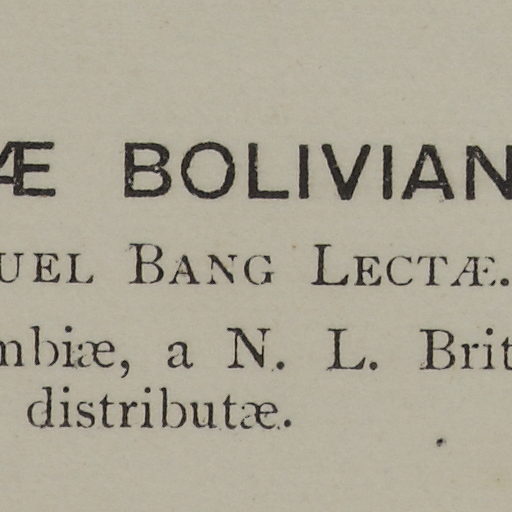 Æ BOLIVIAN
UEL BANG LECTÆ.
mbiæ, a N. L. Brit
distributæ.